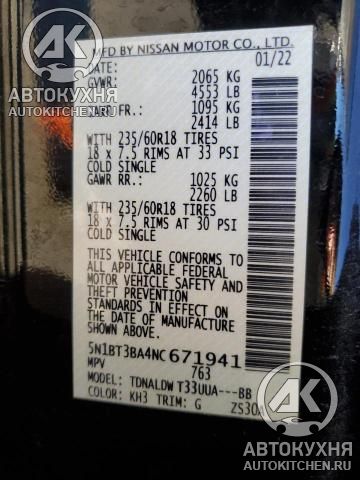 MFD BY NISSAN MOTOR CO., LTD.
DATE: 01/22
GVWR: 2065 KG
4553 LB
GAWR FR.: 1095 KG
2414 LB
WITH 235/60R18 TIRES
18 x 7.5 RIMS AT 33 PSI
COLD SINGLE
GAWR RR.: 1025 KG
2260 LB
WITH 235/60R18 TIRES
18 x 7.5 RIMS AT 30 PSI
COLD SINGLE
THIS VEHICLE CONFORMS TO
ALL APPLICABLE FEDERAL
MOTOR VEHICLE SAFETY AND
THEFT PREVENTION
STANDARDS IN EFFECT ON
THE DATE OF MANUFACTURE
SHOWN ABOVE.
5N1BT3BA4NC671941
MPV 763
MODEL: TDNALDW T33UUA---BB
COLOR: KH3 TRIM: G ZS30A
АК
АВТОКУХНЯ
AUTOKITCHEN.RU
АК
АВТОКУХНЯ
AUTOKITCHEN.RU